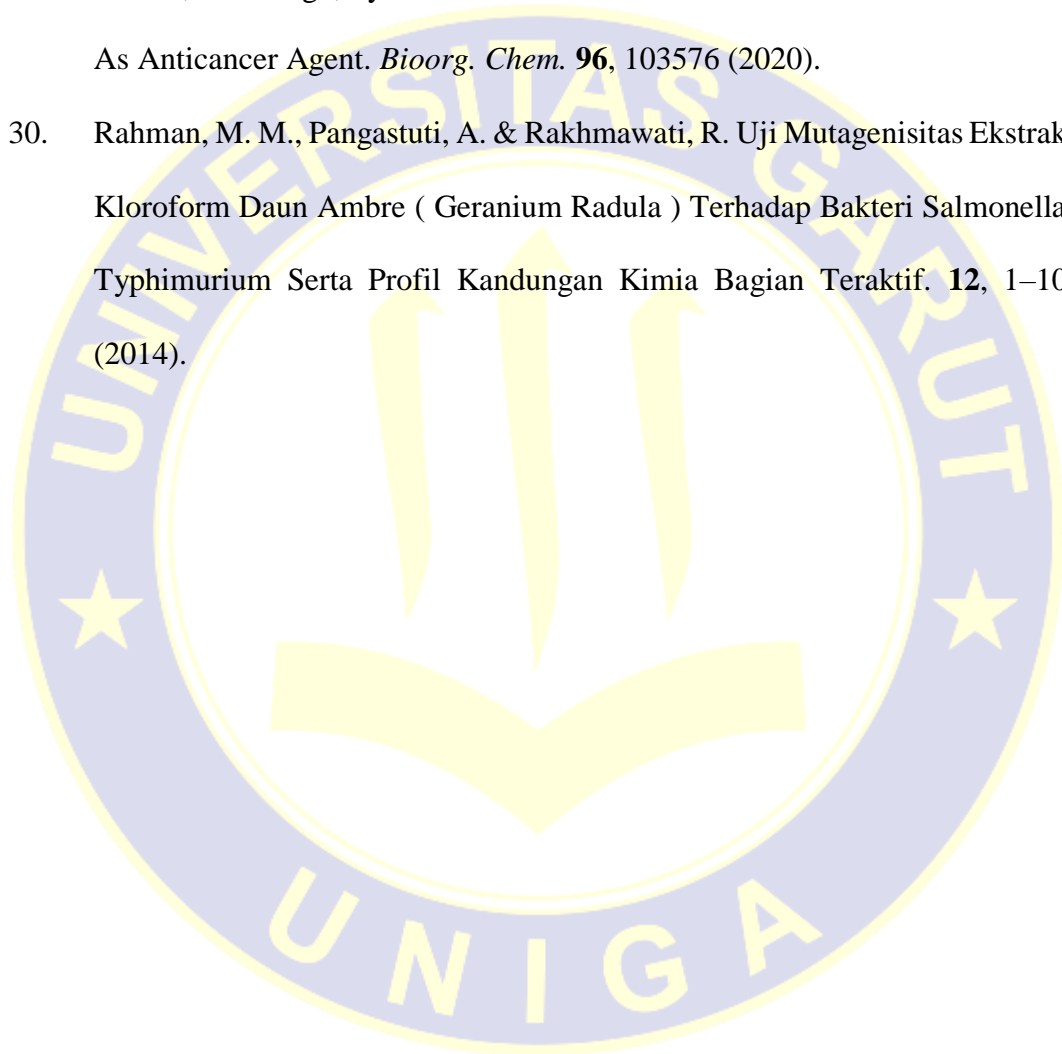 As Anticancer Agent. Bioorg. Chem. 96, 103576 (2020).
30. Rahman, M. M., Pangastuti, A. & Rakhmawati, R. Uji Mutagenisitas Ekstrak
Kloroform Daun Ambre ( Geranium Radula ) Terhadap Bakteri Salmonella
Typhimurium Serta Profil Kandungan Kimia Bagian Teraktif. 12, 1–10
(2014).
UNIVERSITAS GARUT
UNIGA